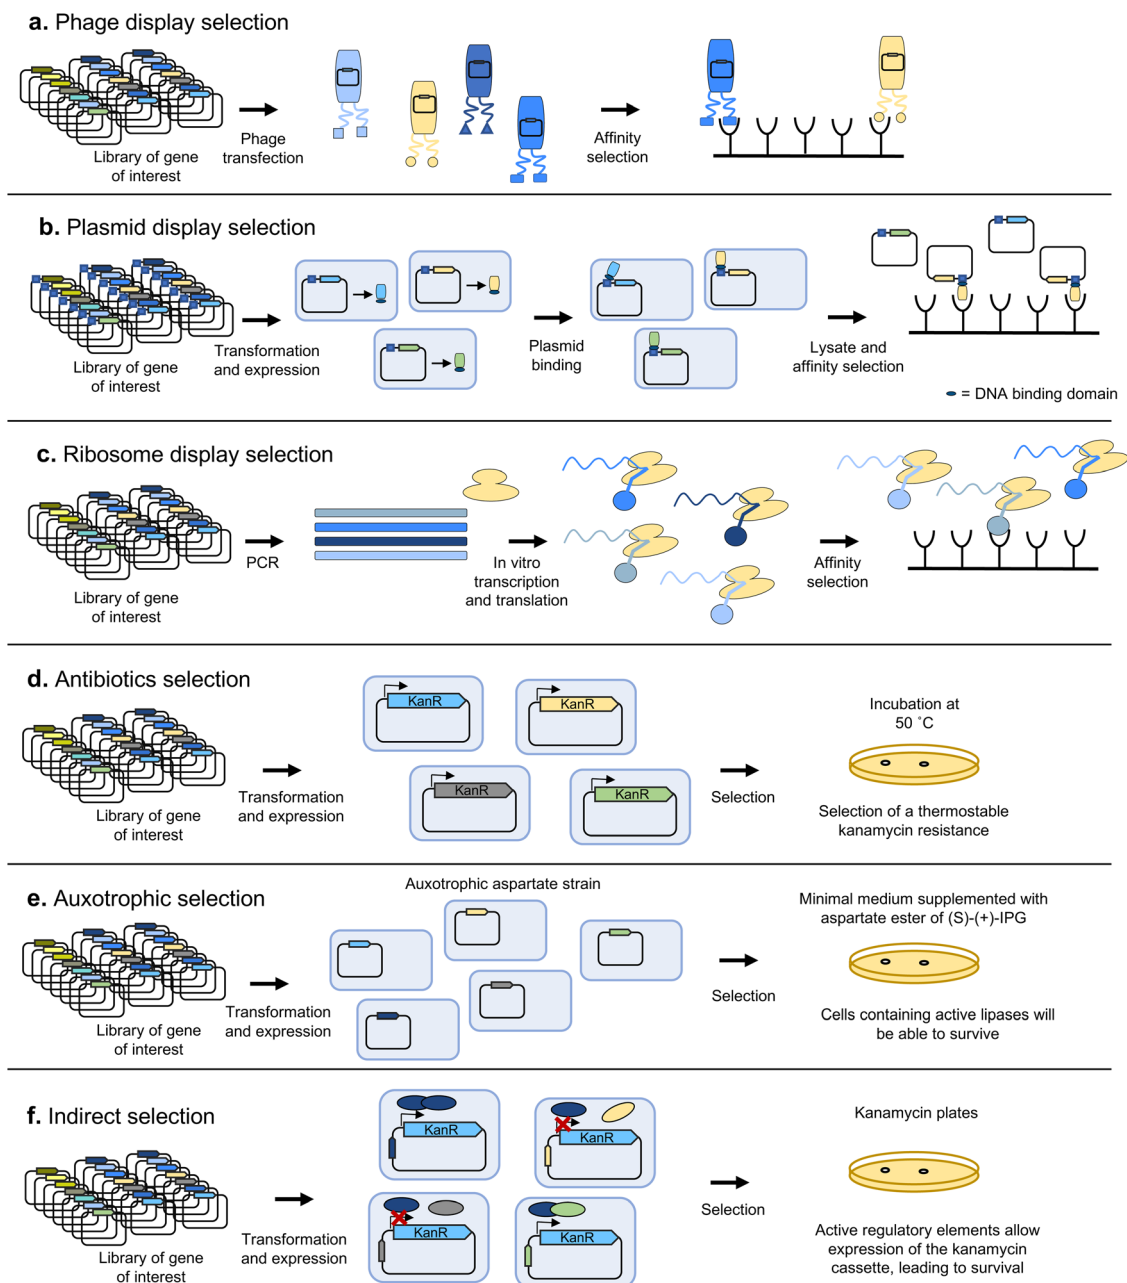 a. Phage display selection
Library of gene
of interest
Phage
transfection
Affinity
selection
b. Plasmid display selection
Library of gene
of interest
Transformation
and expression
Plasmid
binding
Lysate and
affinity selection
= DNA binding domain
c. Ribosome display selection
Library of gene
of interest
PCR
In vitro
transcription
and translation
Affinity
selection
d. Antibiotics selection
Library of gene
of interest
Transformation
and expression
KanR
KanR
KanR
KanR
Selection
Incubation at
50 ˚C
Selection of a thermostable
kanamycin resistance
e. Auxotrophic selection
Library of gene
of interest
Transformation
and expression
Auxotrophic aspartate strain
Selection
Minimal medium supplemented with
aspartate ester of (S)-(+)-IPG
Cells containing active lipases will
be able to survive
f. Indirect selection
Library of gene
of interest
Transformation
and expression
KanR
KanR
KanR
KanR
Selection
Kanamycin plates
Active regulatory elements allow
expression of the kanamycin
cassette, leading to survival